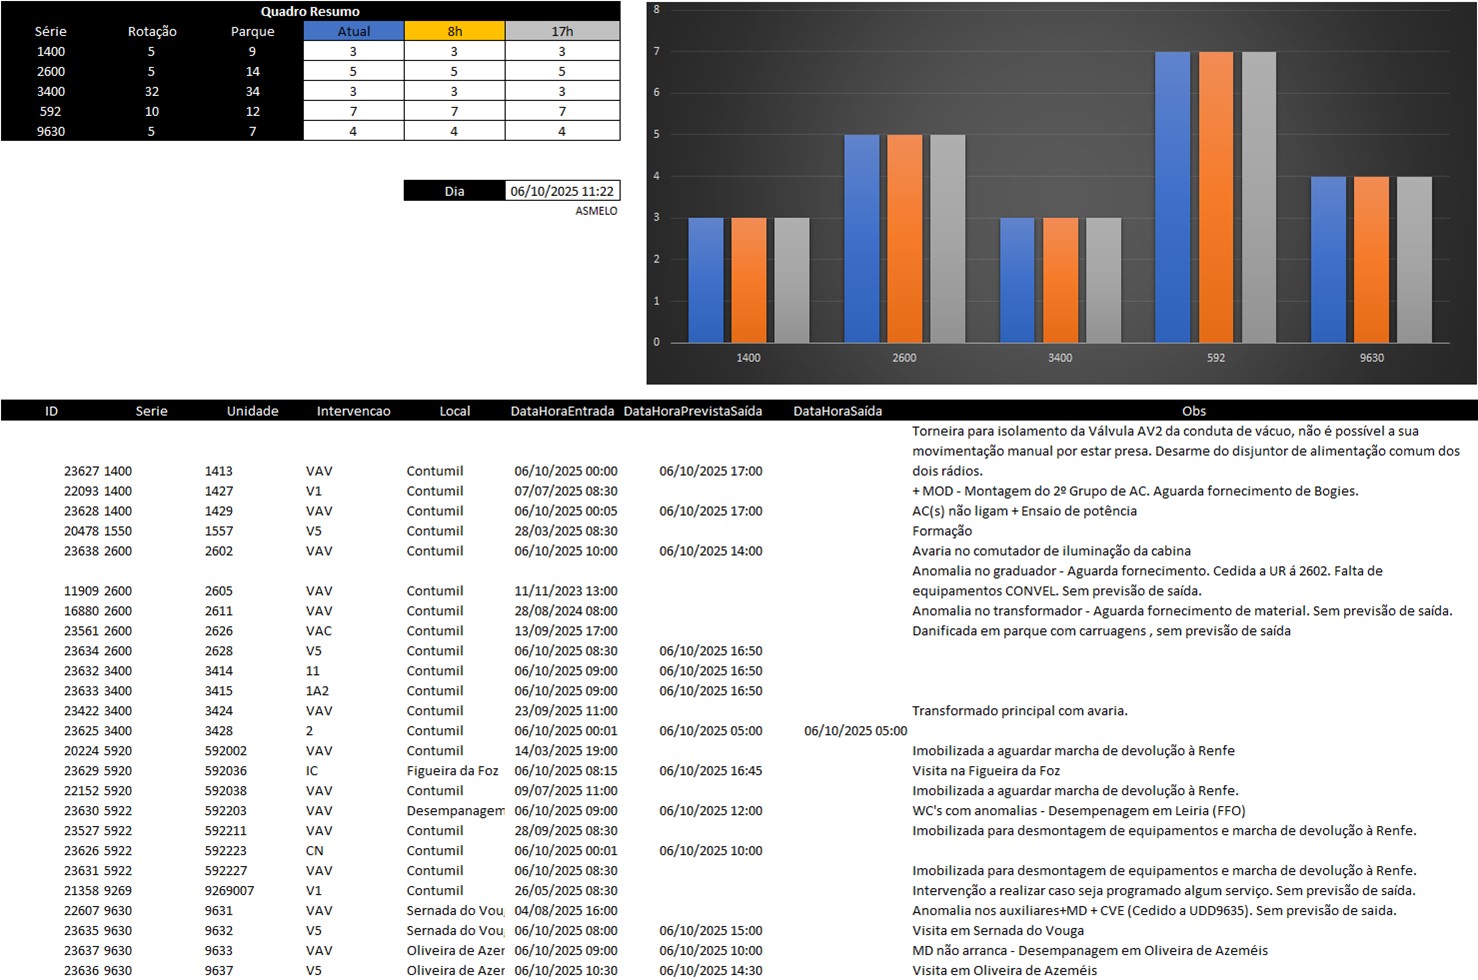 Quadro Resumo
Série Rotação Parque Atual 8h 17h
1400 5 9 3 3 3
2600 5 14 5 5 5
3400 32 34 3 3 3
592 10 12 7 7 7
9630 5 7 4 4 4
Dia 06/10/2025 11:22
ASMELO
8
7
6
5
4
3
2
1
0
1400 2600 3400 592 9630
ID Serie Unidade Intervencao Local DataHoraEntrada DataHoraPrevistaSaída DataHoraSaída Obs
Torneira para isolamento da Válvula AV2 da conduta de vácuo, não é possível a sua
movimentação manual por estar presa. Desarme do disjuntor de alimentação comum dos
23627 1400 1413 VAV Contumil 06/10/2025 00:00 06/10/2025 17:00 dois rádios.
22093 1400 1427 V1 Contumil 07/07/2025 08:30 + MOD - Montagem do 2º Grupo de AC. Aguarda fornecimento de Bogies.
23628 1400 1429 VAV Contumil 06/10/2025 00:05 06/10/2025 17:00 AC(s) não ligam + Ensaio de potência
20478 1550 1557 V5 Contumil 28/03/2025 08:30 Formação
23638 2600 2602 VAV Contumil 06/10/2025 10:00 06/10/2025 14:00 Avaria no comutador de iluminação da cabina
Anomalia no graduador - Aguarda fornecimento. Cedida a UR á 2602. Falta de
11909 2600 2605 VAV Contumil 11/11/2023 13:00 equipamentos CONVEL. Sem previsão de saída.
16880 2600 2611 VAV Contumil 28/08/2024 08:00 Anomalia no transformador - Aguarda fornecimento de material. Sem previsão de saída.
23561 2600 2626 VAC Contumil 13/09/2025 17:00 Danificada em parque com carruagens , sem previsão de saída
23634 2600 2628 V5 Contumil 06/10/2025 08:30 06/10/2025 16:50
23632 3400 3414 11 Contumil 06/10/2025 09:00 06/10/2025 16:50
23633 3400 3415 1A2 Contumil 06/10/2025 09:00 06/10/2025 16:50
23422 3400 3424 VAV Contumil 23/09/2025 11:00 Transformado principal com avaria.
23625 3400 3428 2 Contumil 06/10/2025 00:01 06/10/2025 05:00 06/10/2025 05:00
20224 5920 592002 VAV Contumil 14/03/2025 19:00 Imobilizada a aguardar marcha de devolução à Renfe
23629 5920 592036 IC Figueira da Foz 06/10/2025 08:15 06/10/2025 16:45 Visita na Figueira da Foz
22152 5920 592038 VAV Contumil 09/07/2025 11:00 Imobilizada a aguardar marcha de devolução à Renfe.
23630 5922 592203 VAV Desempanagem 06/10/2025 09:00 06/10/2025 12:00 WC's com anomalias - Desempenagem em Leiria (FFO)
23527 5922 592211 VAV Contumil 28/09/2025 08:30 Imobilizada para desmontagem de equipamentos e marcha de devolução à Renfe.
23626 5922 592223 CN Contumil 06/10/2025 00:01 06/10/2025 10:00
23631 5922 592227 VAV Contumil 06/10/2025 08:30 Imobilizada para desmontagem de equipamentos e marcha de devolução à Renfe.
21358 9269 9269007 V1 Contumil 26/05/2025 08:30 Intervenção a realizar caso seja programado algum serviço. Sem previsão de saída.
22607 9630 9631 VAV Sernada do Vou 04/08/2025 16:00 Anomalia nos auxiliares+MD + CVE (Cedido a UDD9635). Sem previsão de saida.
23635 9630 9632 V5 Sernada do Vou 06/10/2025 08:00 06/10/2025 15:00 Visita em Sernada do Vouga
23637 9630 9633 VAV Oliveira de Azer 06/10/2025 09:00 06/10/2025 10:00 MD não arranca - Desempanagem em Oliveira de Azeméis
23636 9630 9637 V5 Oliveira de Azer 06/10/2025 10:30 06/10/2025 14:30 Visita em Oliveira de Azeméis